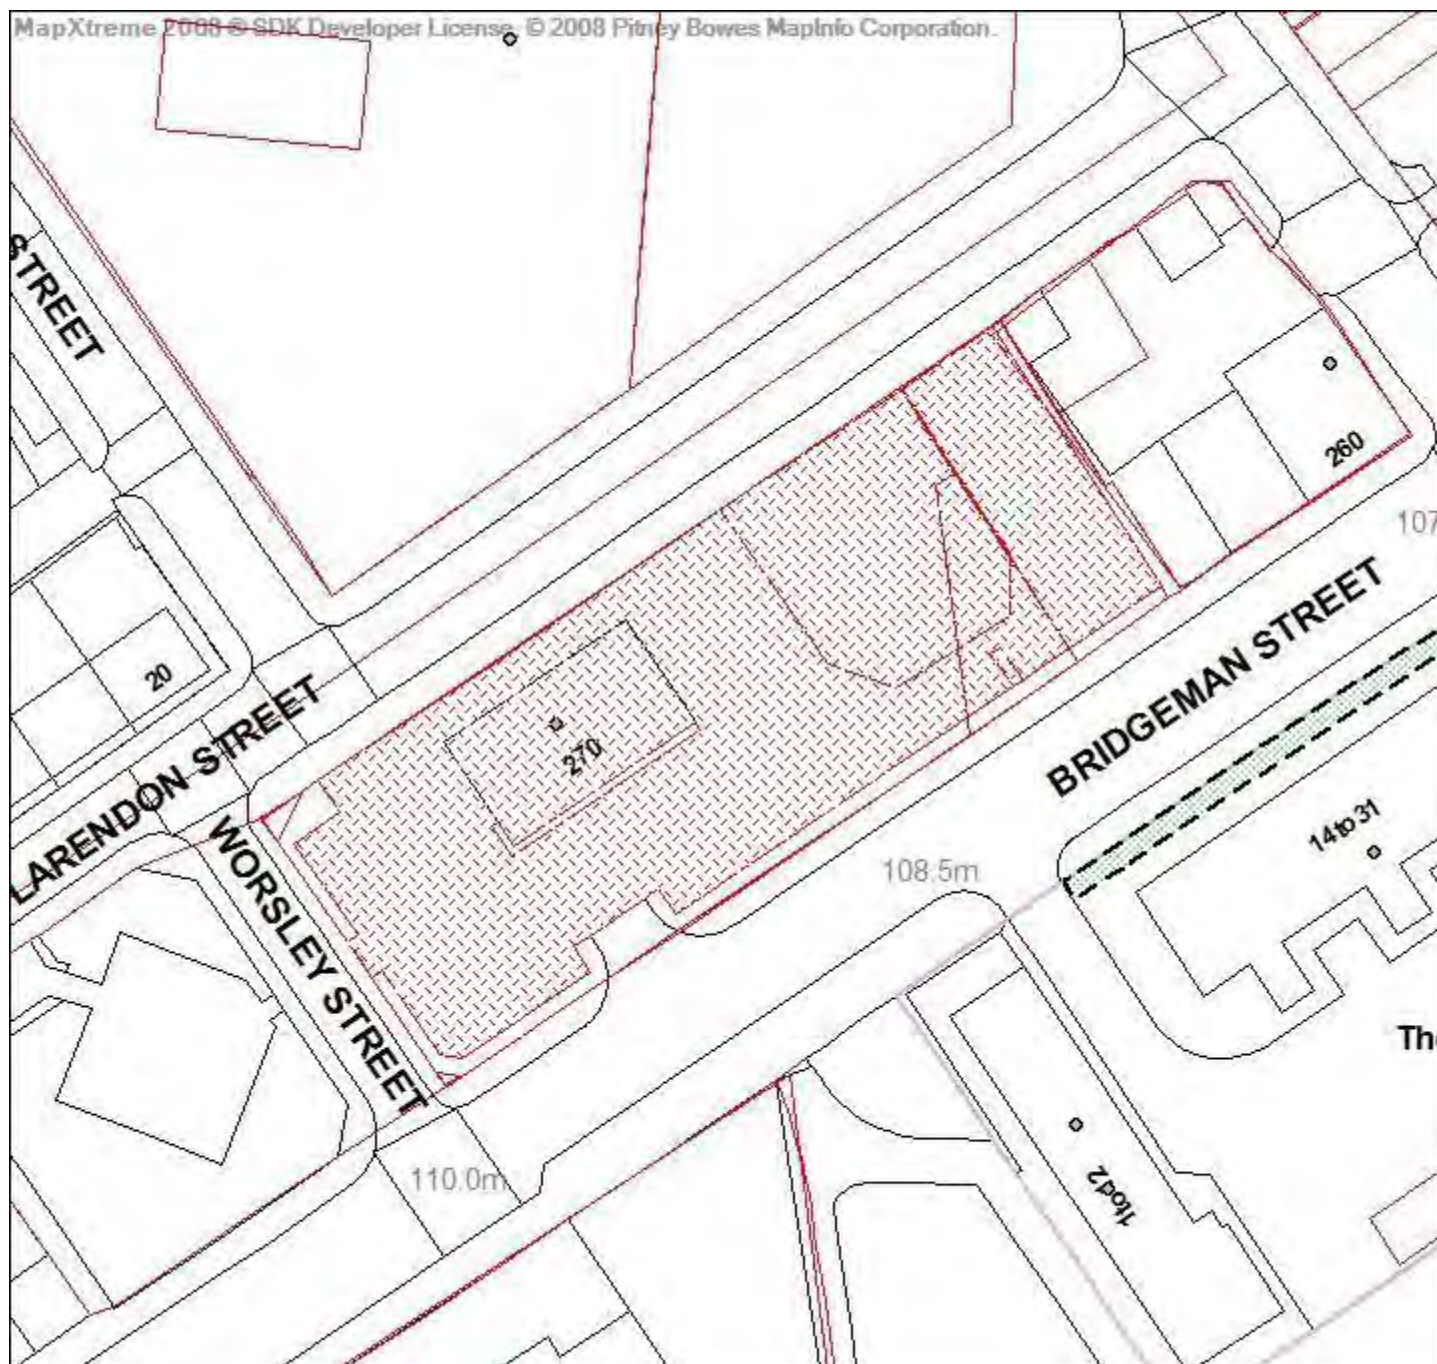 MapXtreme 2008 ® SDK Developer License. © 2008 Pitney Bowes MapInfo Corporation.
STREET
260
107
BRIDGEMAN STREET
20
LARENDON STREET
270
WORSLEY STREET
14 to 31
108.5m
The
110.0m
1 to 12